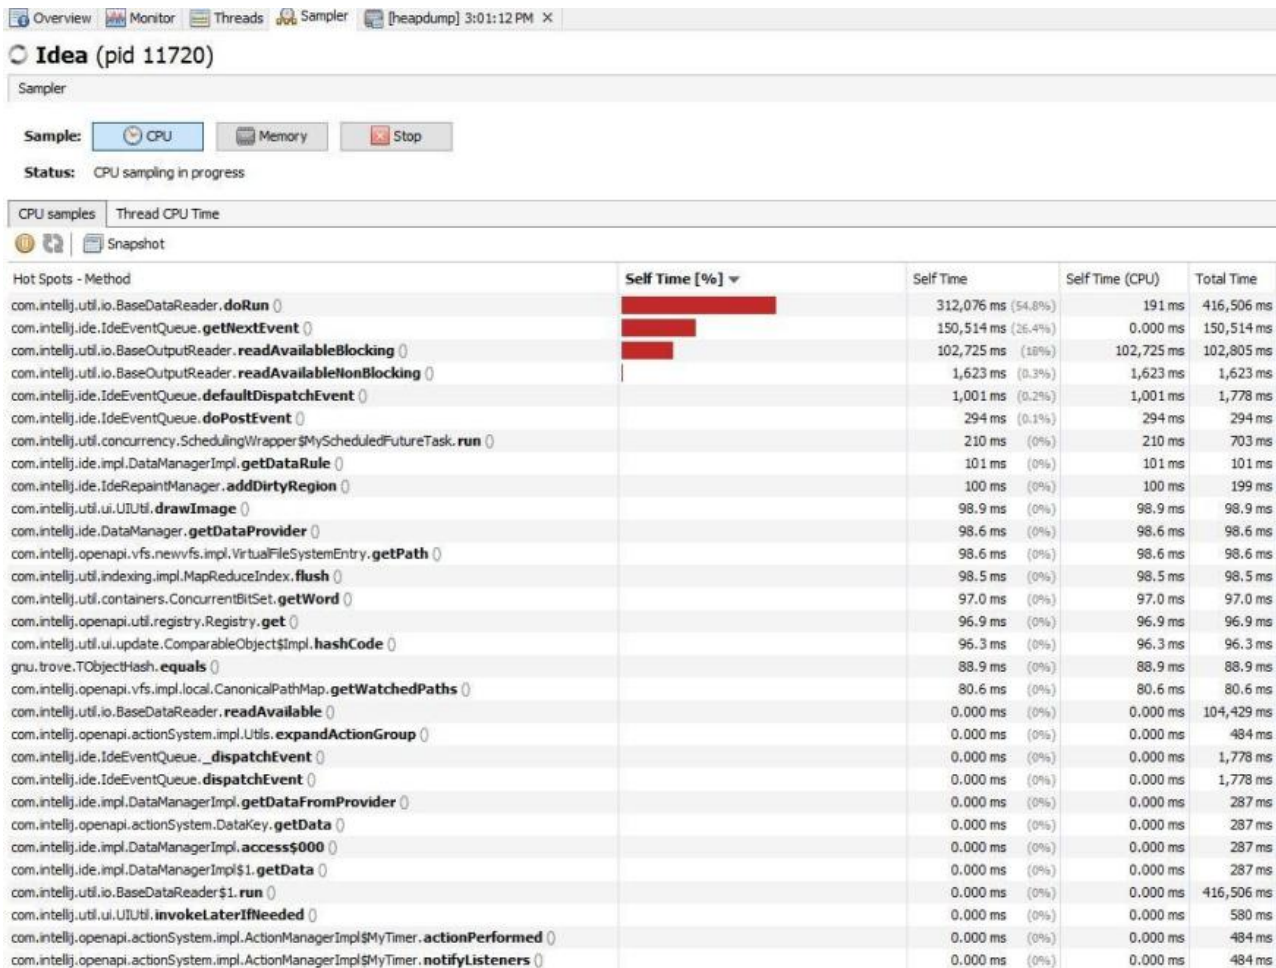 Overview Monitor Threads Sampler [heapdump] 3:01:12 PM ×
Idea (pid 11720)
Sampler
Sample: CPU Memory Stop
Status: CPU sampling in progress
CPU samples Thread CPU Time
Snapshot
Hot Spots - Method Self Time [%] Self Time Self Time (CPU) Total Time
com.intellij.util.io.BaseDataReader.doRun () 312,076 ms (54.8%) 191 ms 416,506 ms
com.intellij.ide.IdeEventQueue.getNextEvent () 150,514 ms (26.4%) 0.000 ms 150,514 ms
com.intellij.util.io.BaseOutputReader.readAvailableBlocking () 102,725 ms (18%) 102,725 ms 102,805 ms
com.intellij.util.io.BaseOutputReader.readAvailableNonBlocking () 1,623 ms (0.3%) 1,623 ms 1,623 ms
com.intellij.ide.IdeEventQueue.defaultDispatchEvent () 1,001 ms (0.2%) 1,001 ms 1,778 ms
com.intellij.ide.IdeEventQueue.doPostEvent () 294 ms (0.1%) 294 ms 294 ms
com.intellij.util.concurrency.SchedulingWrapper$MyScheduledFutureTask.run () 210 ms (0%) 210 ms 703 ms
com.intellij.ide.impl.DataManagerImpl.getDataRule () 101 ms (0%) 101 ms 101 ms
com.intellij.ide.IdeRepaintManager.addDirtyRegion () 100 ms (0%) 100 ms 199 ms
com.intellij.util.ui.UIUtil.drawImage () 98.9 ms (0%) 98.9 ms 98.9 ms
com.intellij.ide.DataManager.getDataProvider () 98.6 ms (0%) 98.6 ms 98.6 ms
com.intellij.openapi.vfs.newvfs.impl.VirtualFileSystemEntry.getPath () 98.6 ms (0%) 98.6 ms 98.6 ms
com.intellij.util.indexing.impl.MapReduceIndex.flush () 98.5 ms (0%) 98.5 ms 98.5 ms
com.intellij.util.containers.ConcurrentBitSet.getWord () 97.0 ms (0%) 97.0 ms 97.0 ms
com.intellij.openapi.util.registry.Registry.get () 96.9 ms (0%) 96.9 ms 96.9 ms
com.intellij.util.ui.update.ComparableObject$Impl.hashCode () 96.3 ms (0%) 96.3 ms 96.3 ms
gnu.trove.TObjectHash.equals () 88.9 ms (0%) 88.9 ms 88.9 ms
com.intellij.openapi.vfs.impl.local.CanonicalPathMap.getWatchedPaths () 80.6 ms (0%) 80.6 ms 80.6 ms
com.intellij.util.io.BaseDataReader.readAvailable () 0.000 ms (0%) 0.000 ms 104,429 ms
com.intellij.openapi.actionSystem.impl.Utils.expandActionGroup () 0.000 ms (0%) 0.000 ms 484 ms
com.intellij.ide.IdeEventQueue._dispatchEvent () 0.000 ms (0%) 0.000 ms 1,778 ms
com.intellij.ide.IdeEventQueue.dispatchEvent () 0.000 ms (0%) 0.000 ms 1,778 ms
com.intellij.ide.impl.DataManagerImpl.getDataFromProvider () 0.000 ms (0%) 0.000 ms 287 ms
com.intellij.openapi.actionSystem.DataKey.getData () 0.000 ms (0%) 0.000 ms 287 ms
com.intellij.ide.impl.DataManagerImpl.access$000 () 0.000 ms (0%) 0.000 ms 287 ms
com.intellij.ide.impl.DataManagerImpl$1.getData () 0.000 ms (0%) 0.000 ms 287 ms
com.intellij.util.io.BaseDataReader$1.run () 0.000 ms (0%) 0.000 ms 416,506 ms
com.intellij.util.ui.UIUtil.invokeLaterIfNeeded () 0.000 ms (0%) 0.000 ms 580 ms
com.intellij.openapi.actionSystem.impl.ActionManagerImpl$MyTimer.actionPerformed () 0.000 ms (0%) 0.000 ms 484 ms
com.intellij.openapi.actionSystem.impl.ActionManagerImpl$MyTimer.notifyListeners () 0.000 ms (0%) 0.000 ms 484 ms